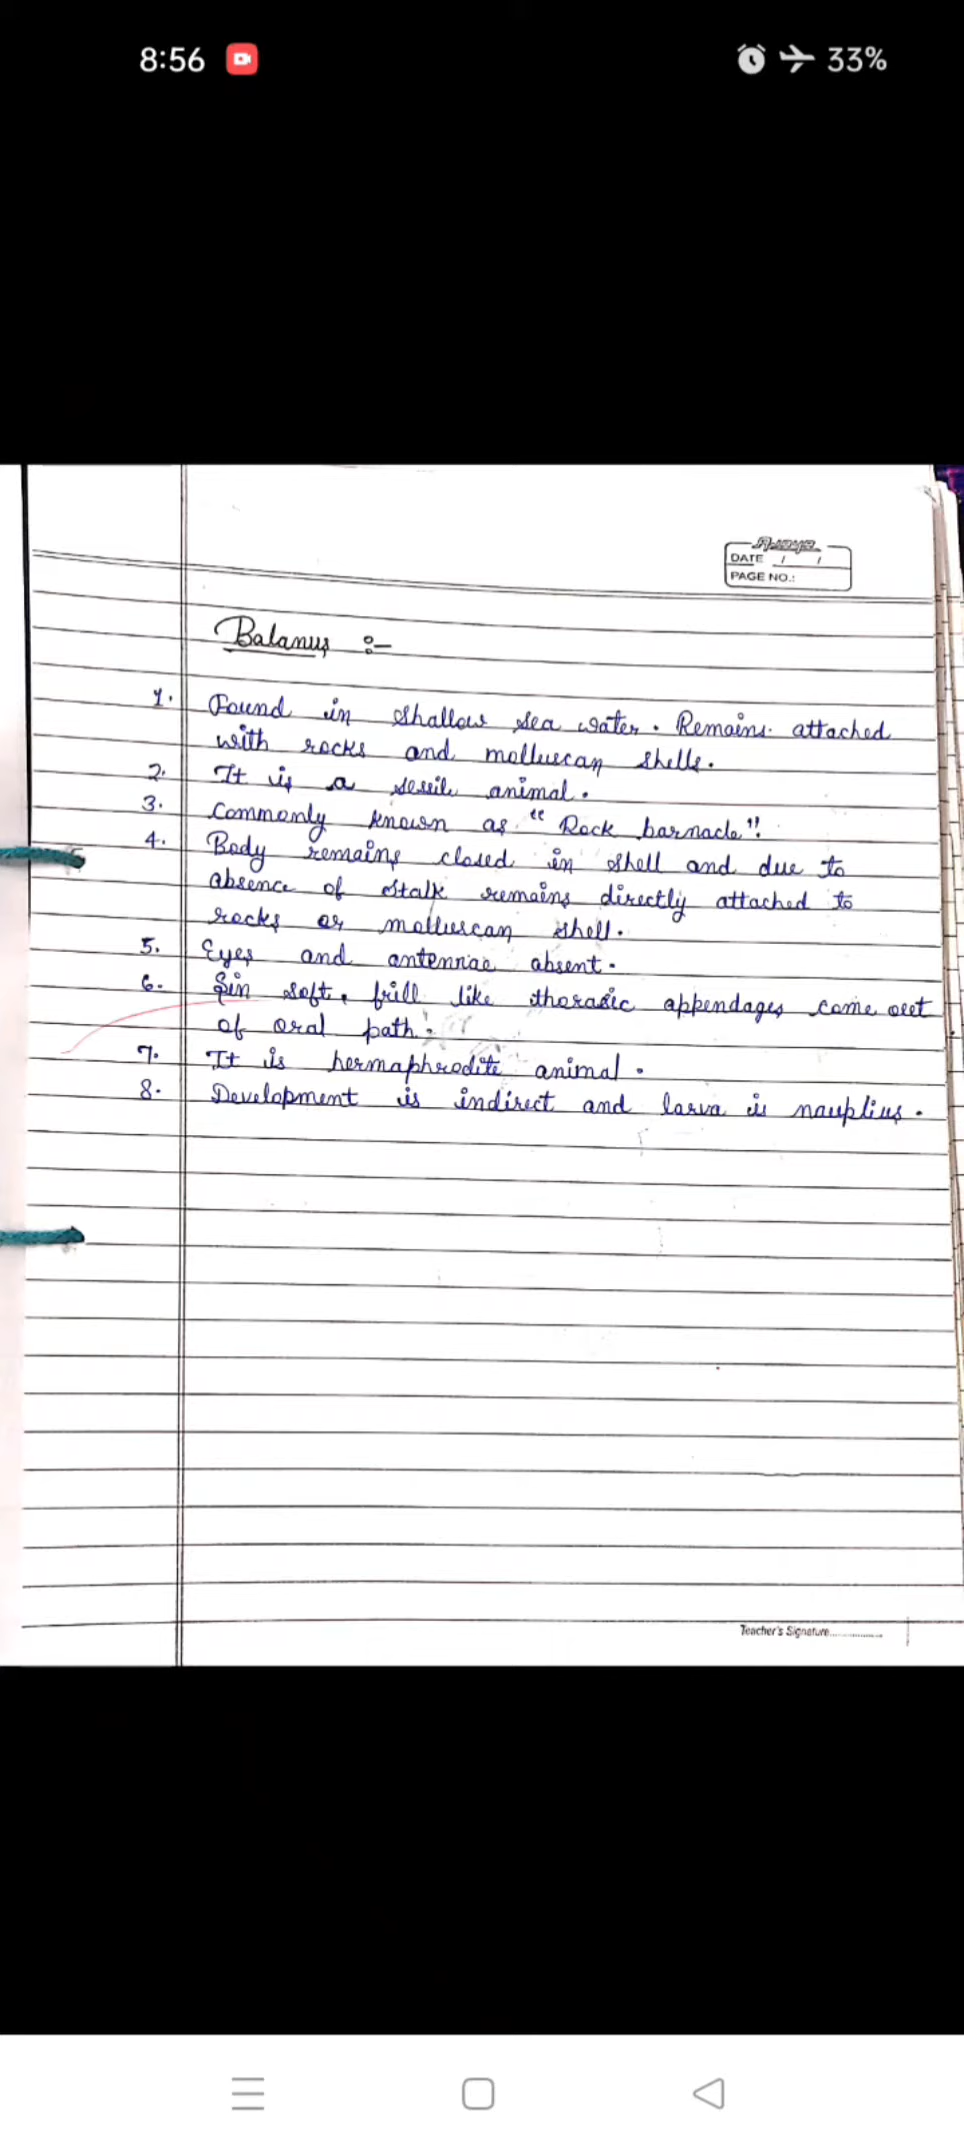 8:56
33%
DATE / /
PAGE NO.:
Balanus :-
1. Found in shallow sea water. Remains attached
with rocks and molluscan shells.
2. It is a sessile animal.
3. Commonly known as "Rock barnacle".
4. Body remains closed in shell and due to
absence of stalk remains directly attached to
rocks or molluscan shell.
5. Eyes and antennae absent.
6. soft, frill like thorasic appendages come out
of oral path.
7. It is hermaphrodite animal.
8. Development is indirect and larva is nauplius.
Teacher's Signature..............